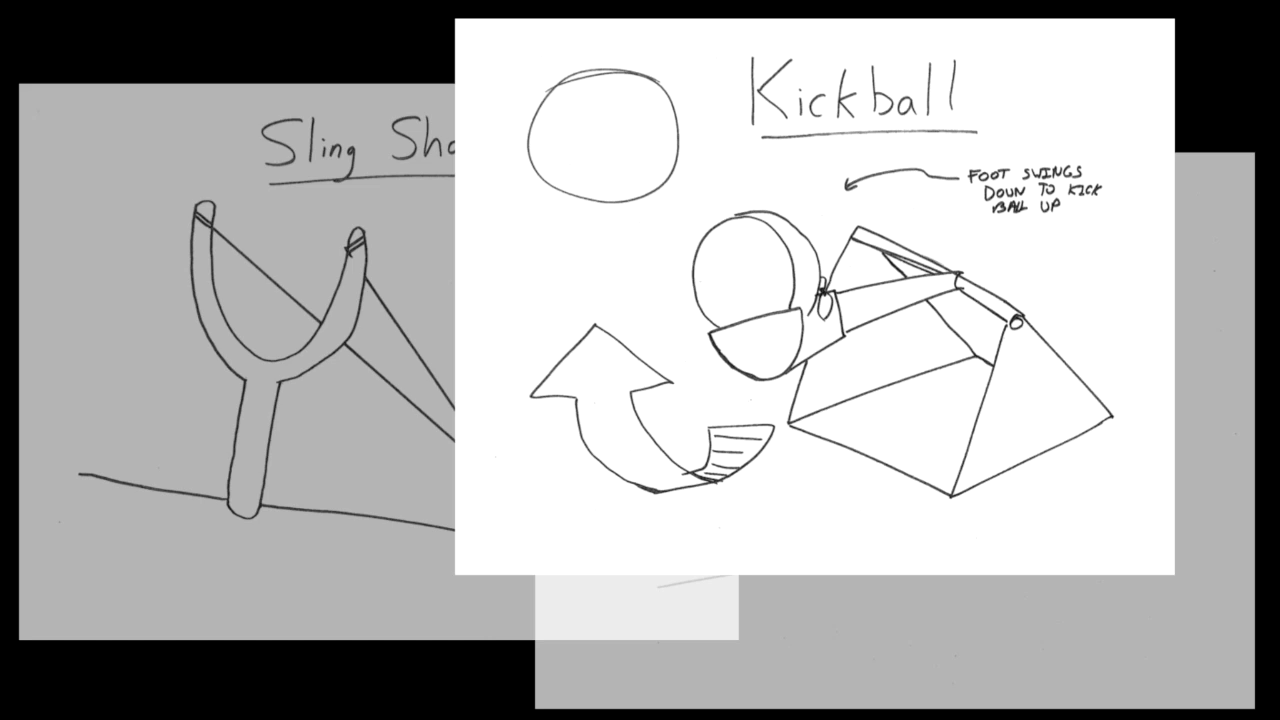 Kickball
Sling Sho
FOOT SWINGS
DOWN TO KICK
BALL UP